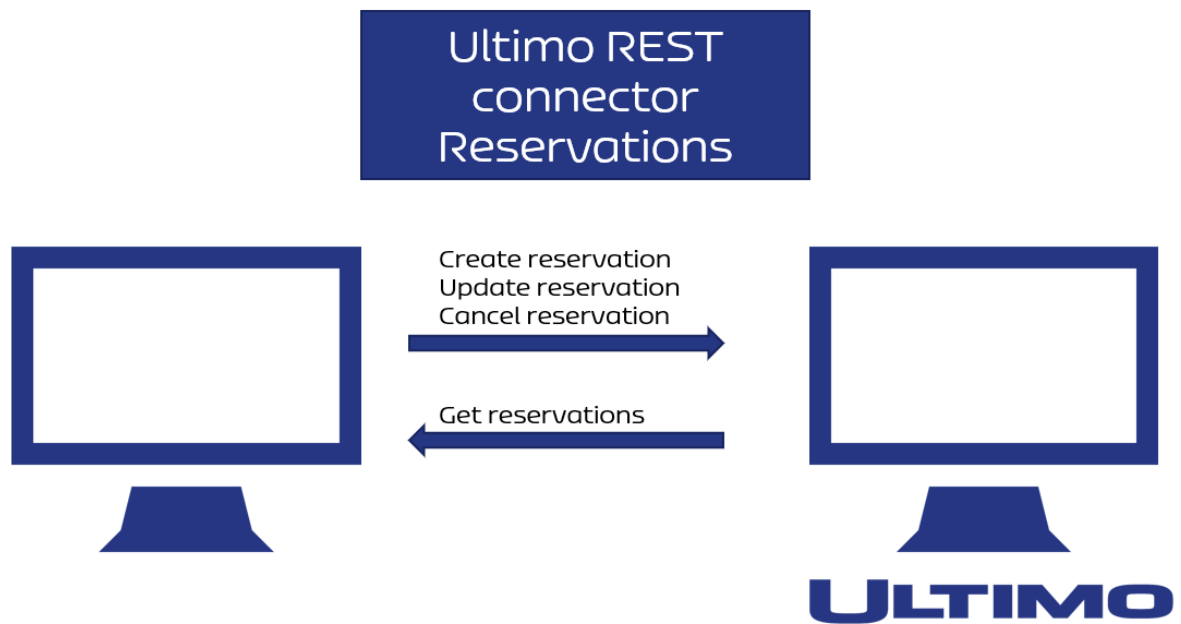 Ultimo REST
connector
Reservations
Create reservation
Update reservation
Cancel reservation
Get reservations
ULTIMO